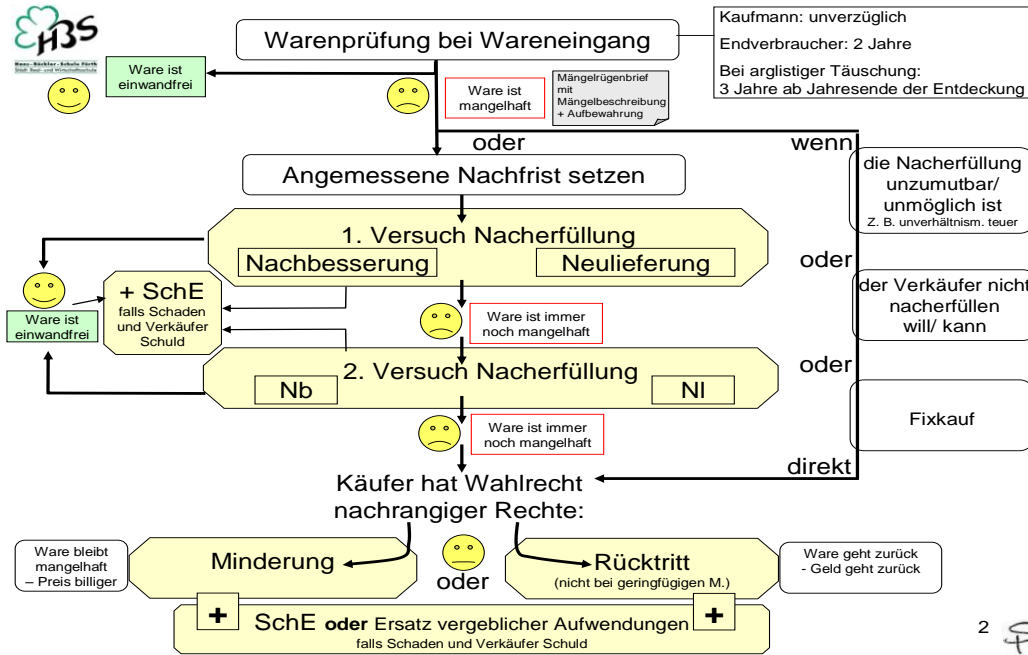 HBS
Hans-Böckler-Schule Fürth
Städt. Real- und Wirtschaftsschule
Warenprüfung bei Wareneingang
Kaufmann: unverzüglich
Endverbraucher: 2 Jahre
Bei arglistiger Täuschung:
3 Jahre ab Jahresende der Entdeckung
Ware ist
einwandfrei
Ware ist
mangelhaft
Mängelrügenbrief
mit
Mängelbeschreibung
+ Aufbewahrung
oder
wenn
Angemessene Nachfrist setzen
die Nacherfüllung
unzumutbar/
unmöglich ist
Z. B. unverhältnism. teuer
1. Versuch Nacherfüllung
Nachbesserung
Neulieferung
oder
+ SchE
falls Schaden
und Verkäufer
Schuld
Ware ist
einwandfrei
Ware ist immer
noch mangelhaft
der Verkäufer nicht
nacherfüllen
will/ kann
2. Versuch Nacherfüllung
Nb
Nl
oder
Ware ist immer
noch mangelhaft
Fixkauf
direkt
Käufer hat Wahlrecht
nachrangiger Rechte:
Ware bleibt
mangelhaft
– Preis billiger
Minderung
oder
Rücktritt
(nicht bei geringfügigen M.)
Ware geht zurück
- Geld geht zurück
+
+
SchE oder Ersatz vergeblicher Aufwendungen
falls Schaden und Verkäufer Schuld
2